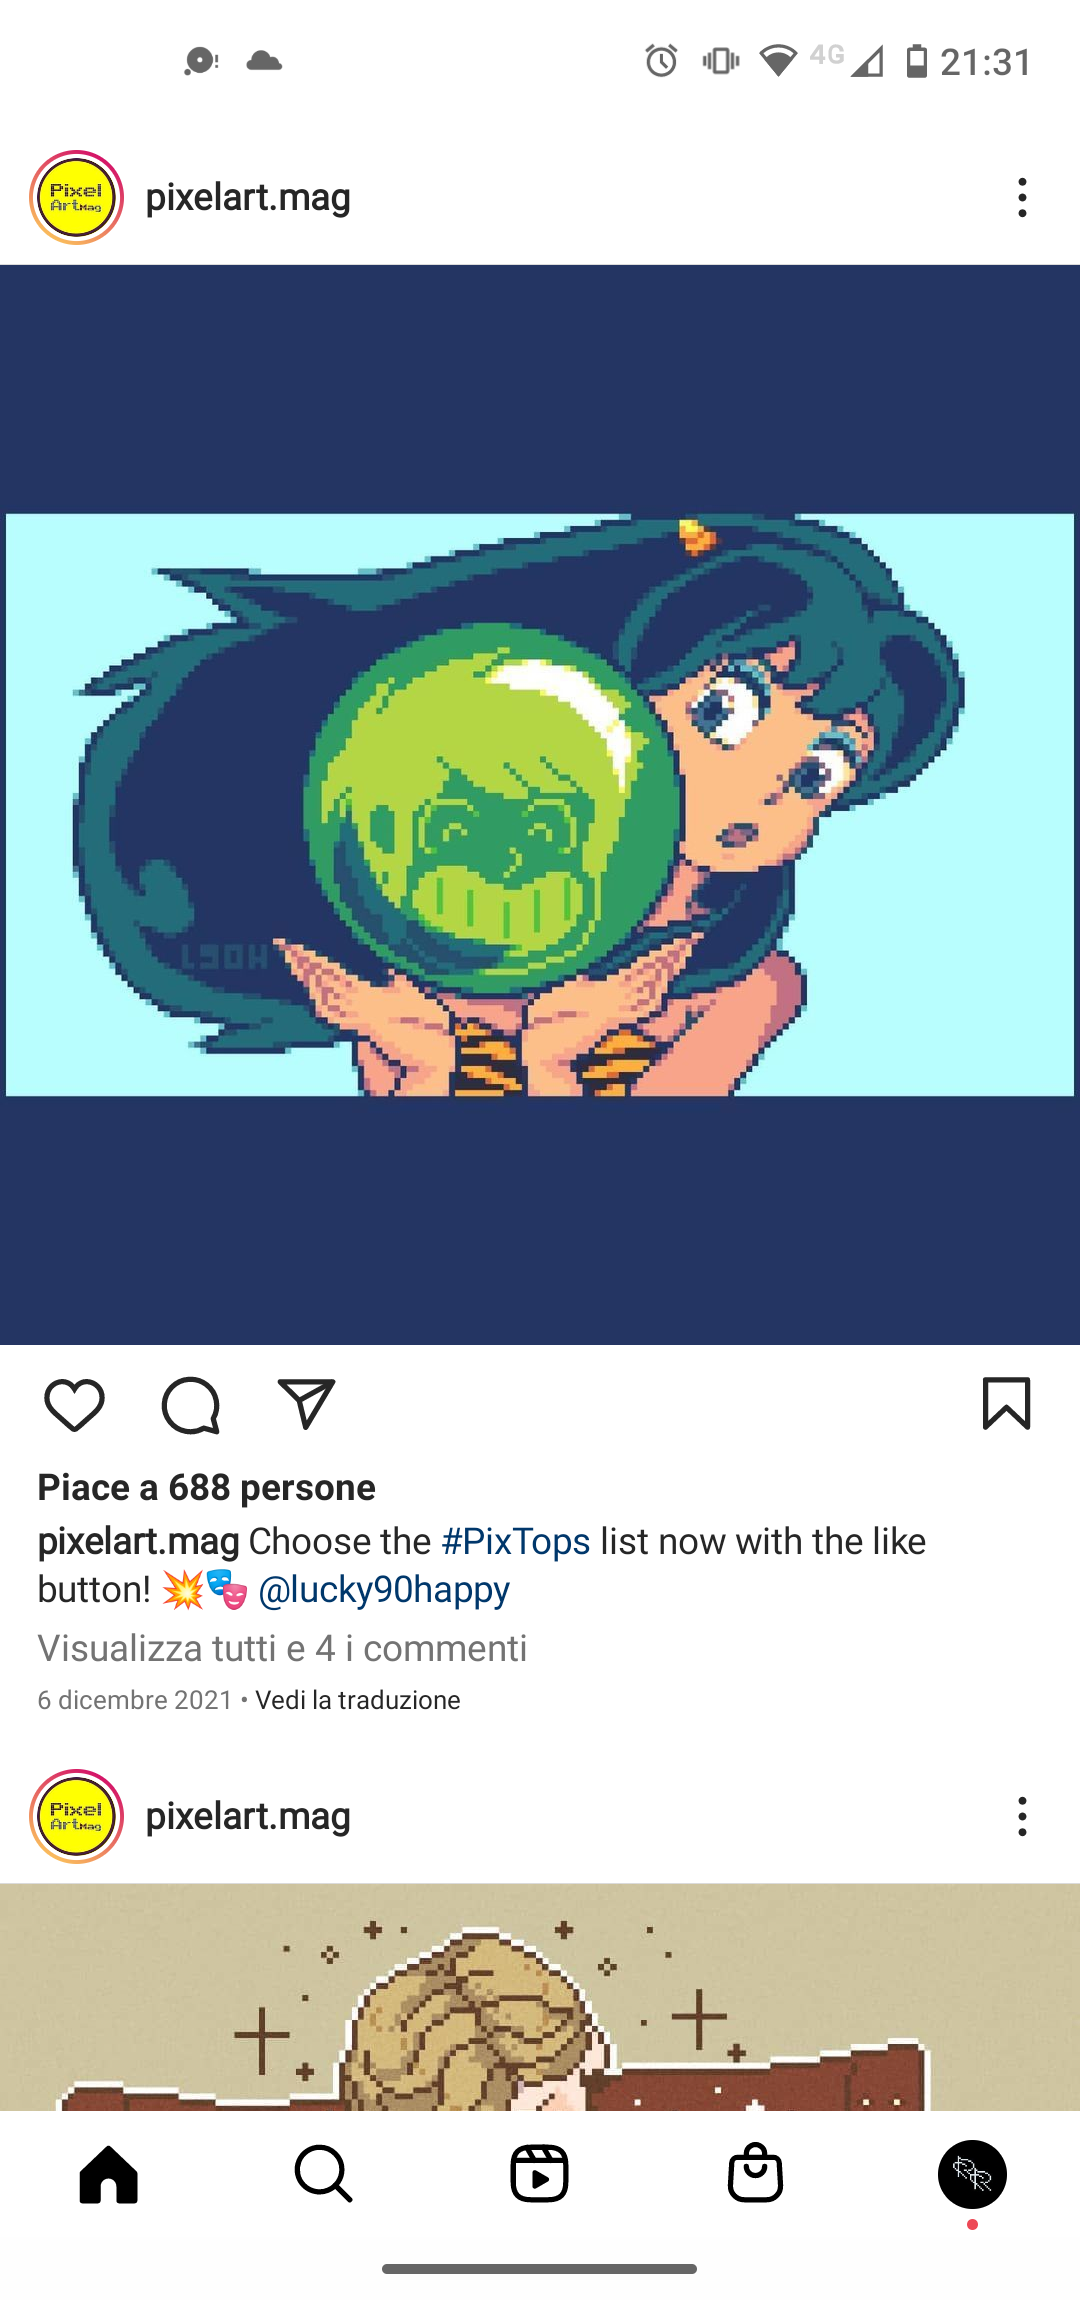 4G 21:31
Pixel
ArtMag
pixelart.mag
L90H
Piace a 688 persone
pixelart.mag Choose the #PixTops list now with the like
button! 💥🎭 @lucky90happy
Visualizza tutti e 4 i commenti
6 dicembre 2021 • Vedi la traduzione
Pixel
ArtMag
pixelart.mag